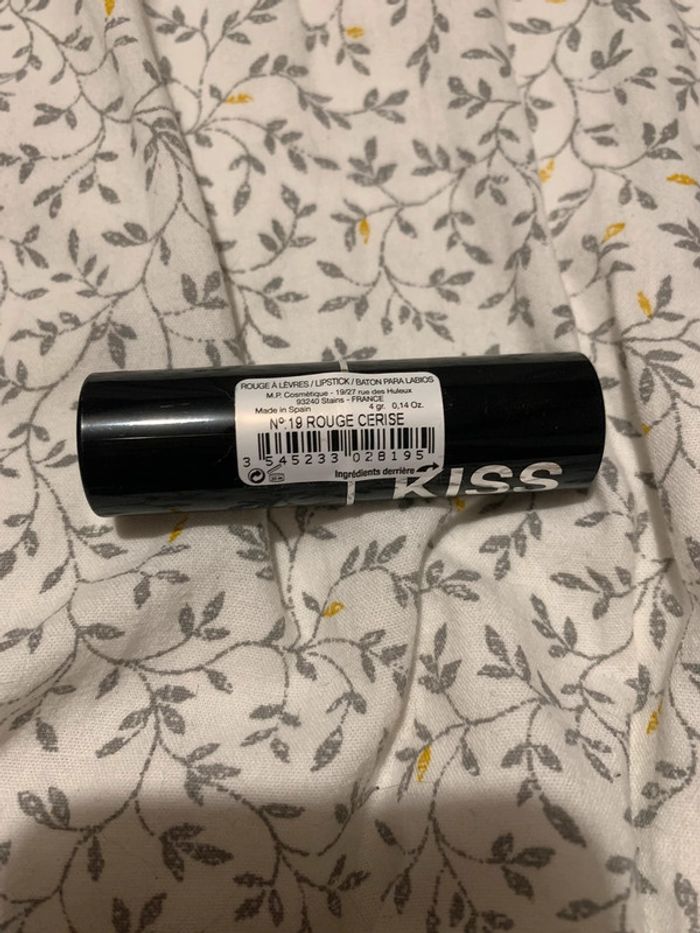 ROUGE À LÈVRES / LIPSTICK / BATON PARA LABIOS
M.P. Cosmétique - 19/27 rue des Huleux
93240 Stains - FRANCE
Made in Spain 4 gr. 0,14 Oz.
Nº 19 ROUGE CERISE
3 545233 028195
Ingrédients derrière
KISS